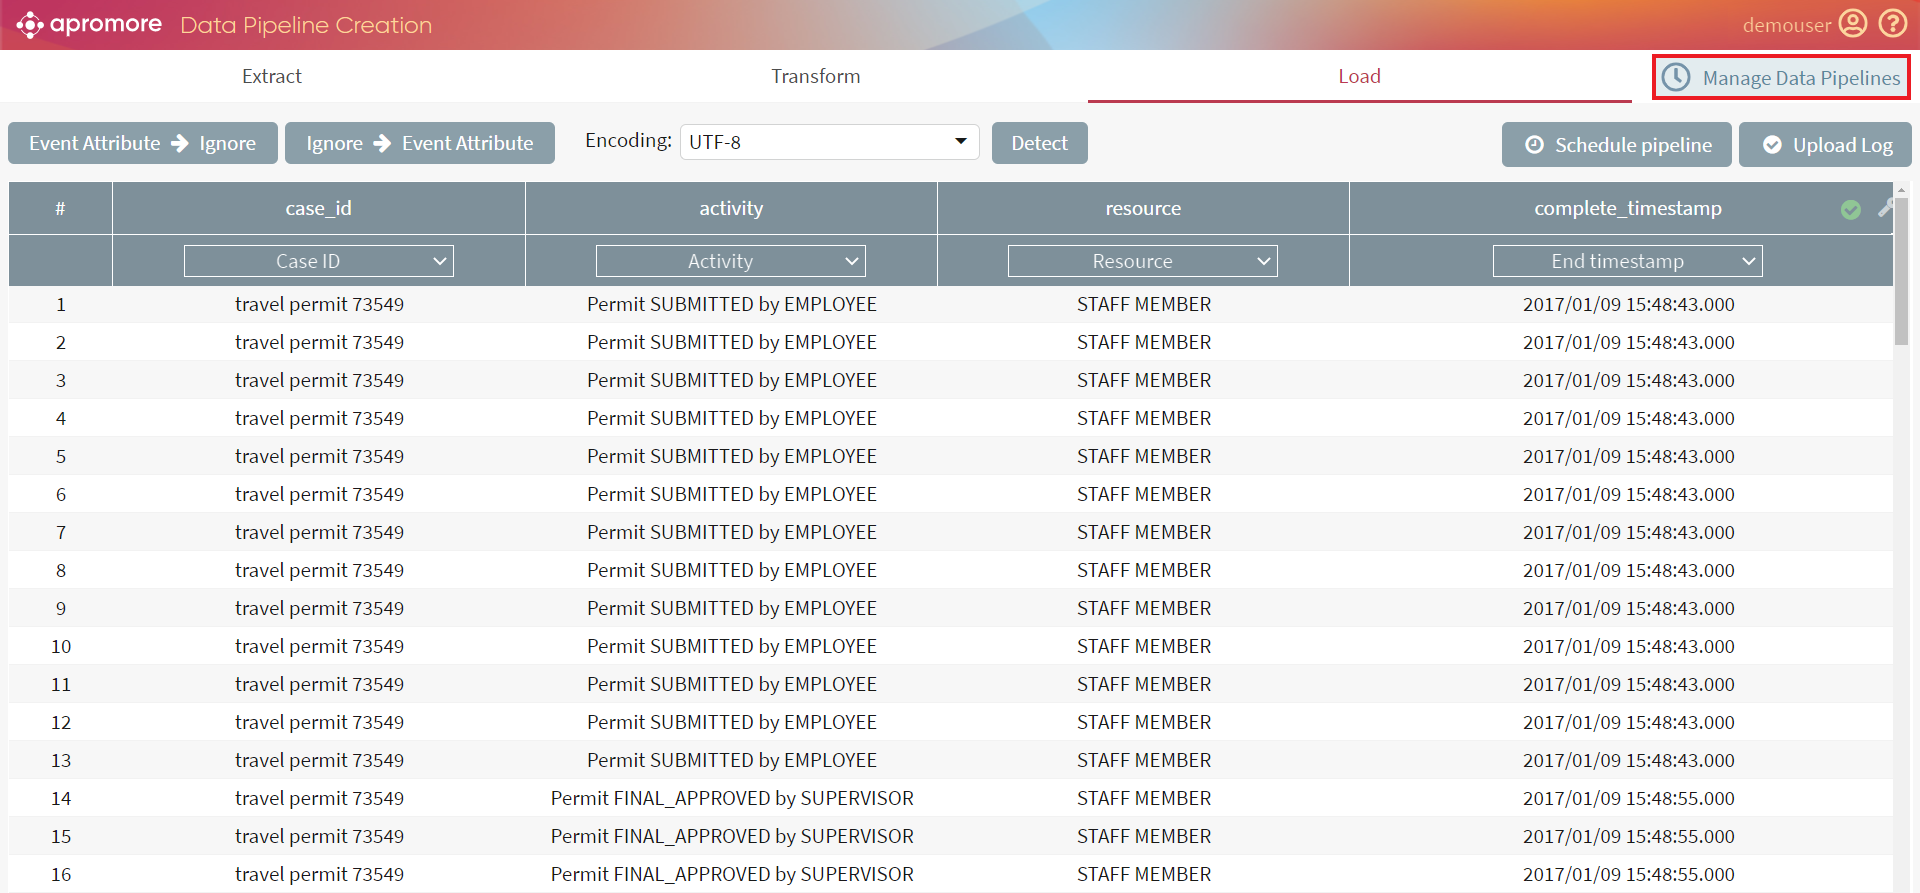 apromore Data Pipeline Creation demouser
Extract Transform Load Manage Data Pipelines
Event Attribute Ignore Ignore Event Attribute Encoding: UTF-8 Detect Schedule pipeline Upload Log
# case_id activity resource complete_timestamp
Case ID Activity Resource End timestamp
1 travel permit 73549 Permit SUBMITTED by EMPLOYEE STAFF MEMBER 2017/01/09 15:48:43.000
2 travel permit 73549 Permit SUBMITTED by EMPLOYEE STAFF MEMBER 2017/01/09 15:48:43.000
3 travel permit 73549 Permit SUBMITTED by EMPLOYEE STAFF MEMBER 2017/01/09 15:48:43.000
4 travel permit 73549 Permit SUBMITTED by EMPLOYEE STAFF MEMBER 2017/01/09 15:48:43.000
5 travel permit 73549 Permit SUBMITTED by EMPLOYEE STAFF MEMBER 2017/01/09 15:48:43.000
6 travel permit 73549 Permit SUBMITTED by EMPLOYEE STAFF MEMBER 2017/01/09 15:48:43.000
7 travel permit 73549 Permit SUBMITTED by EMPLOYEE STAFF MEMBER 2017/01/09 15:48:43.000
8 travel permit 73549 Permit SUBMITTED by EMPLOYEE STAFF MEMBER 2017/01/09 15:48:43.000
9 travel permit 73549 Permit SUBMITTED by EMPLOYEE STAFF MEMBER 2017/01/09 15:48:43.000
10 travel permit 73549 Permit SUBMITTED by EMPLOYEE STAFF MEMBER 2017/01/09 15:48:43.000
11 travel permit 73549 Permit SUBMITTED by EMPLOYEE STAFF MEMBER 2017/01/09 15:48:43.000
12 travel permit 73549 Permit SUBMITTED by EMPLOYEE STAFF MEMBER 2017/01/09 15:48:43.000
13 travel permit 73549 Permit SUBMITTED by EMPLOYEE STAFF MEMBER 2017/01/09 15:48:43.000
14 travel permit 73549 Permit FINAL_APPROVED by SUPERVISOR STAFF MEMBER 2017/01/09 15:48:55.000
15 travel permit 73549 Permit FINAL_APPROVED by SUPERVISOR STAFF MEMBER 2017/01/09 15:48:55.000
16 travel permit 73549 Permit FINAL_APPROVED by SUPERVISOR STAFF MEMBER 2017/01/09 15:48:55.000